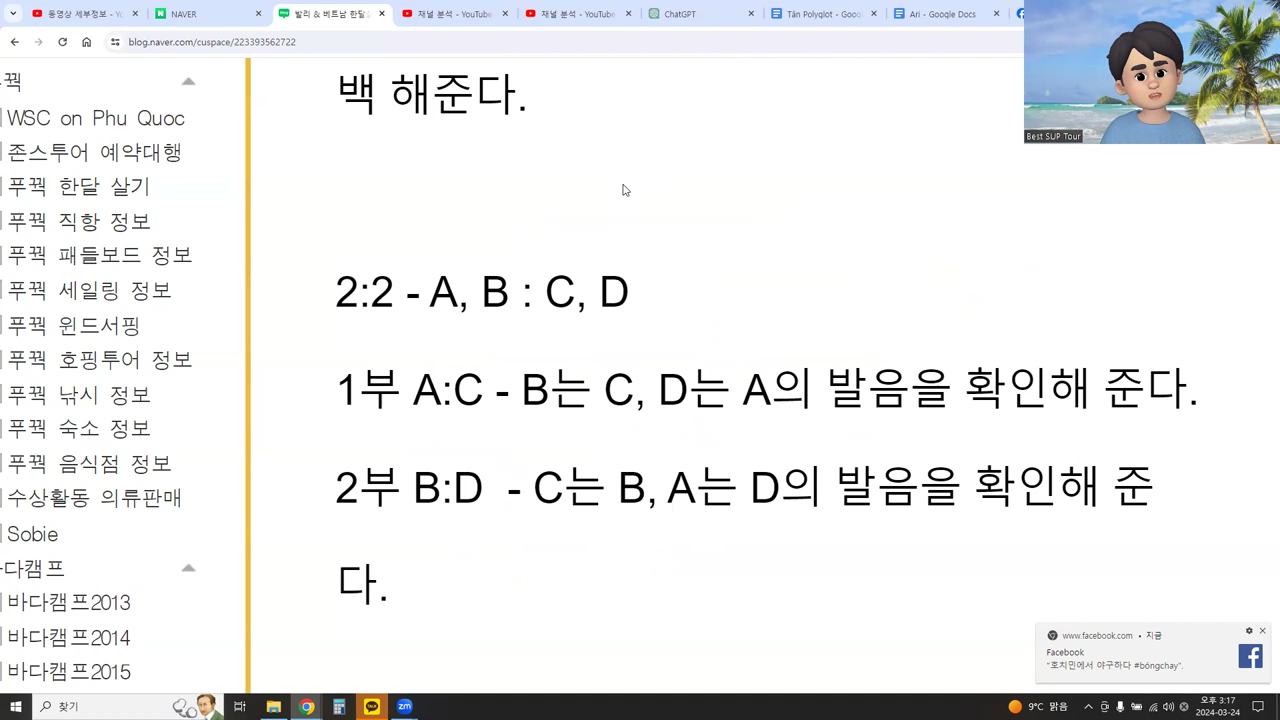 동영상 세부정보 - YouTube
NAVER
발리 & 베트남 한달살
채널 분석 - YouTube
채널 분석 - YouTube
ChatGPT
Tân Polyglot - Goog
Ari - Google Docs
blog.naver.com/cuspace/223393562722
꿕
WSC on Phu Quoc
존스투어 예약대행
푸꿕 한달 살기
푸꿕 직항 정보
푸꿕 패들보드 정보
푸꿕 세일링 정보
푸꿕 윈드서핑
푸꿕 호핑투어 정보
푸꿕 낚시 정보
푸꿕 숙소 정보
푸꿕 음식점 정보
수상활동 의류판매
Sobie
다캠프
바다캠프2013
바다캠프2014
바다캠프2015
백 해준다.
2:2 - A, B : C, D
1부 A:C - B는 C, D는 A의 발음을 확인해 준다.
2부 B:D - C는 B, A는 D의 발음을 확인해 준
다.
Best SUP Tour
www.facebook.com • 지금
Facebook
"호치민에서 야구하다 #bóngchay".
찾기
TALK
zm
9°C 맑음
오후 3:17
2024-03-24